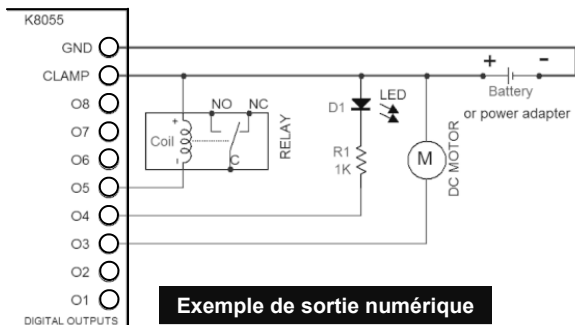 K8055
GND
CLAMP
O8
O7
O6
O5
O4
O3
O2
O1
DIGITAL OUTPUTS
+ -
Battery
or power adapter
NO NC
+
Coil
-
C
RELAY
D1
LED
R1
1K
M
DC MOTOR
Exemple de sortie numérique